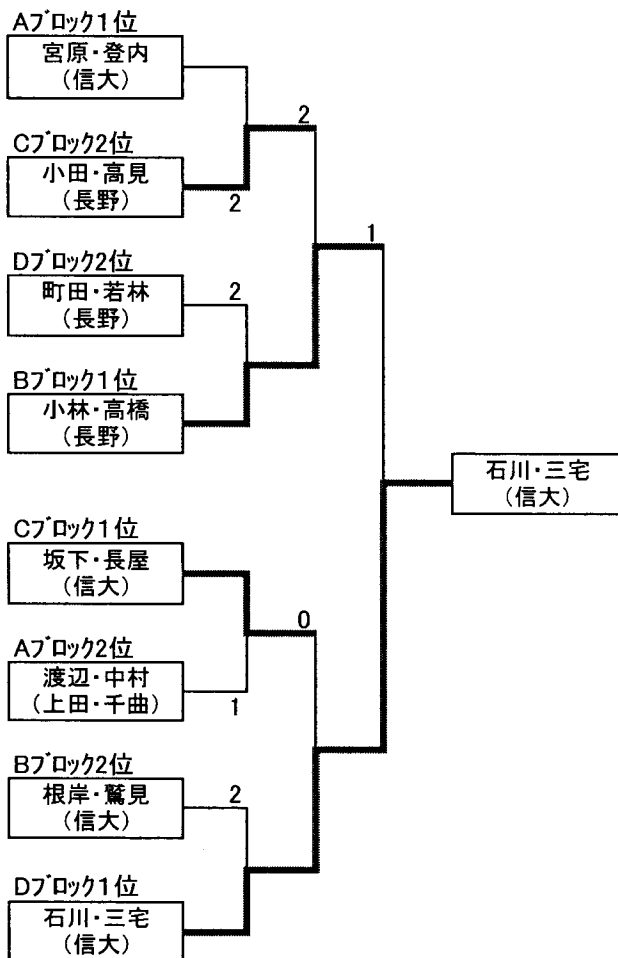 Aブロック1位
宮原・登内
(信大)
2
Cブロック2位
小田・高見
(長野)
2
1
Dブロック2位
町田・若林
(長野)
2
Bブロック1位
小林・高橋
(長野)
石川・三宅
(信大)
Cブロック1位
坂下・長屋
(信大)
0
Aブロック2位
渡辺・中村
(上田・千曲)
1
Bブロック2位
根岸・鷲見
(信大)
2
Dブロック1位
石川・三宅
(信大)